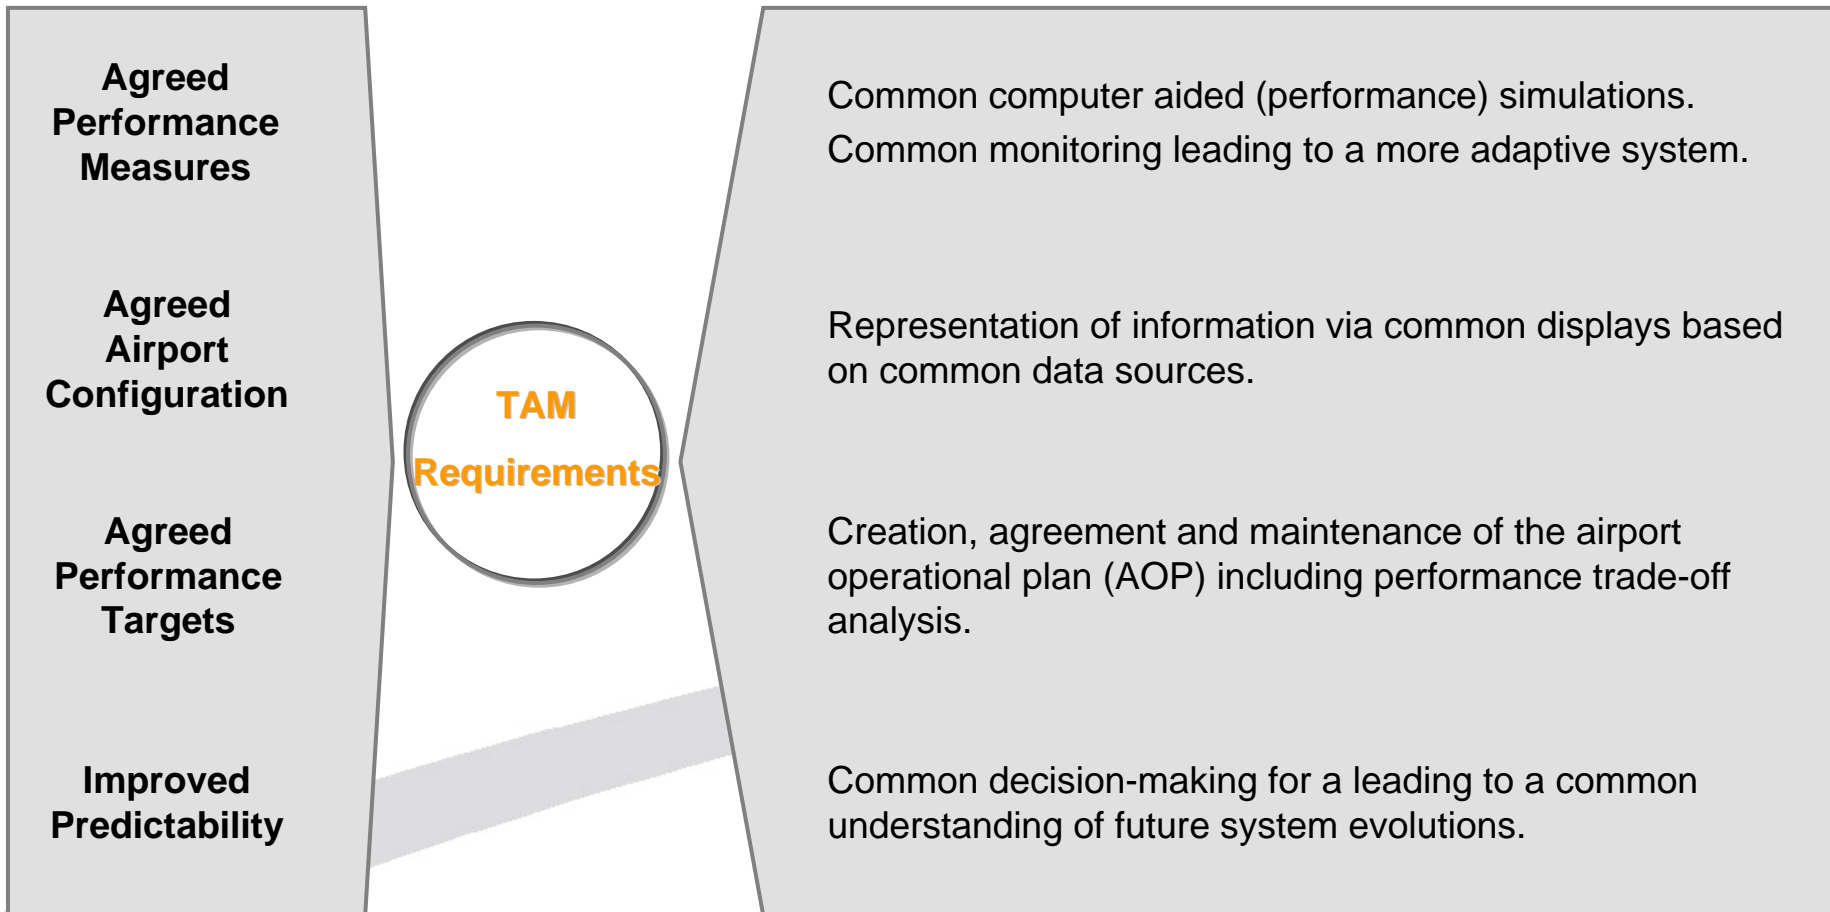 Agreed
Performance
Measures
Common computer aided (performance) simulations.
Common monitoring leading to a more adaptive system.
Agreed
Airport
Configuration
Representation of information via common displays based
on common data sources.
TAM
Requirements
Agreed
Performance
Targets
Creation, agreement and maintenance of the airport
operational plan (AOP) including performance trade-off
analysis.
Improved
Predictability
Common decision-making for a leading to a common
understanding of future system evolutions.